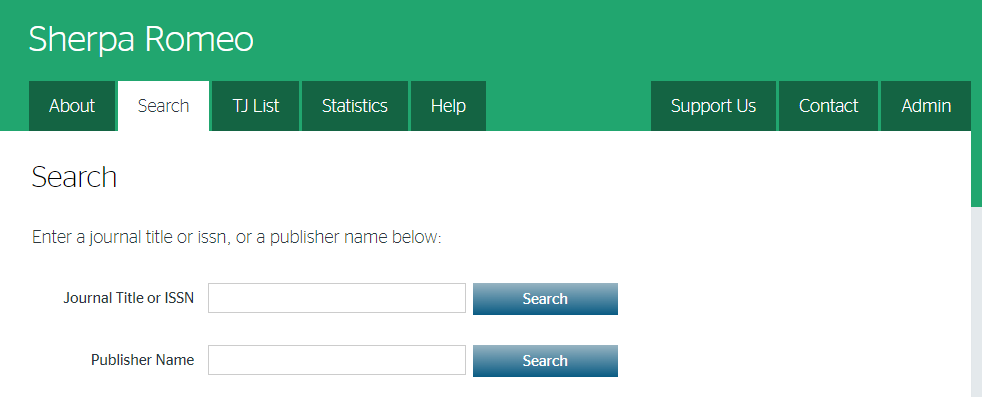 Sherpa Romeo
About Search TJ List Statistics Help Support Us Contact Admin
Search
Enter a journal title or issn, or a publisher name below:
Journal Title or ISSN Search
Publisher Name Search